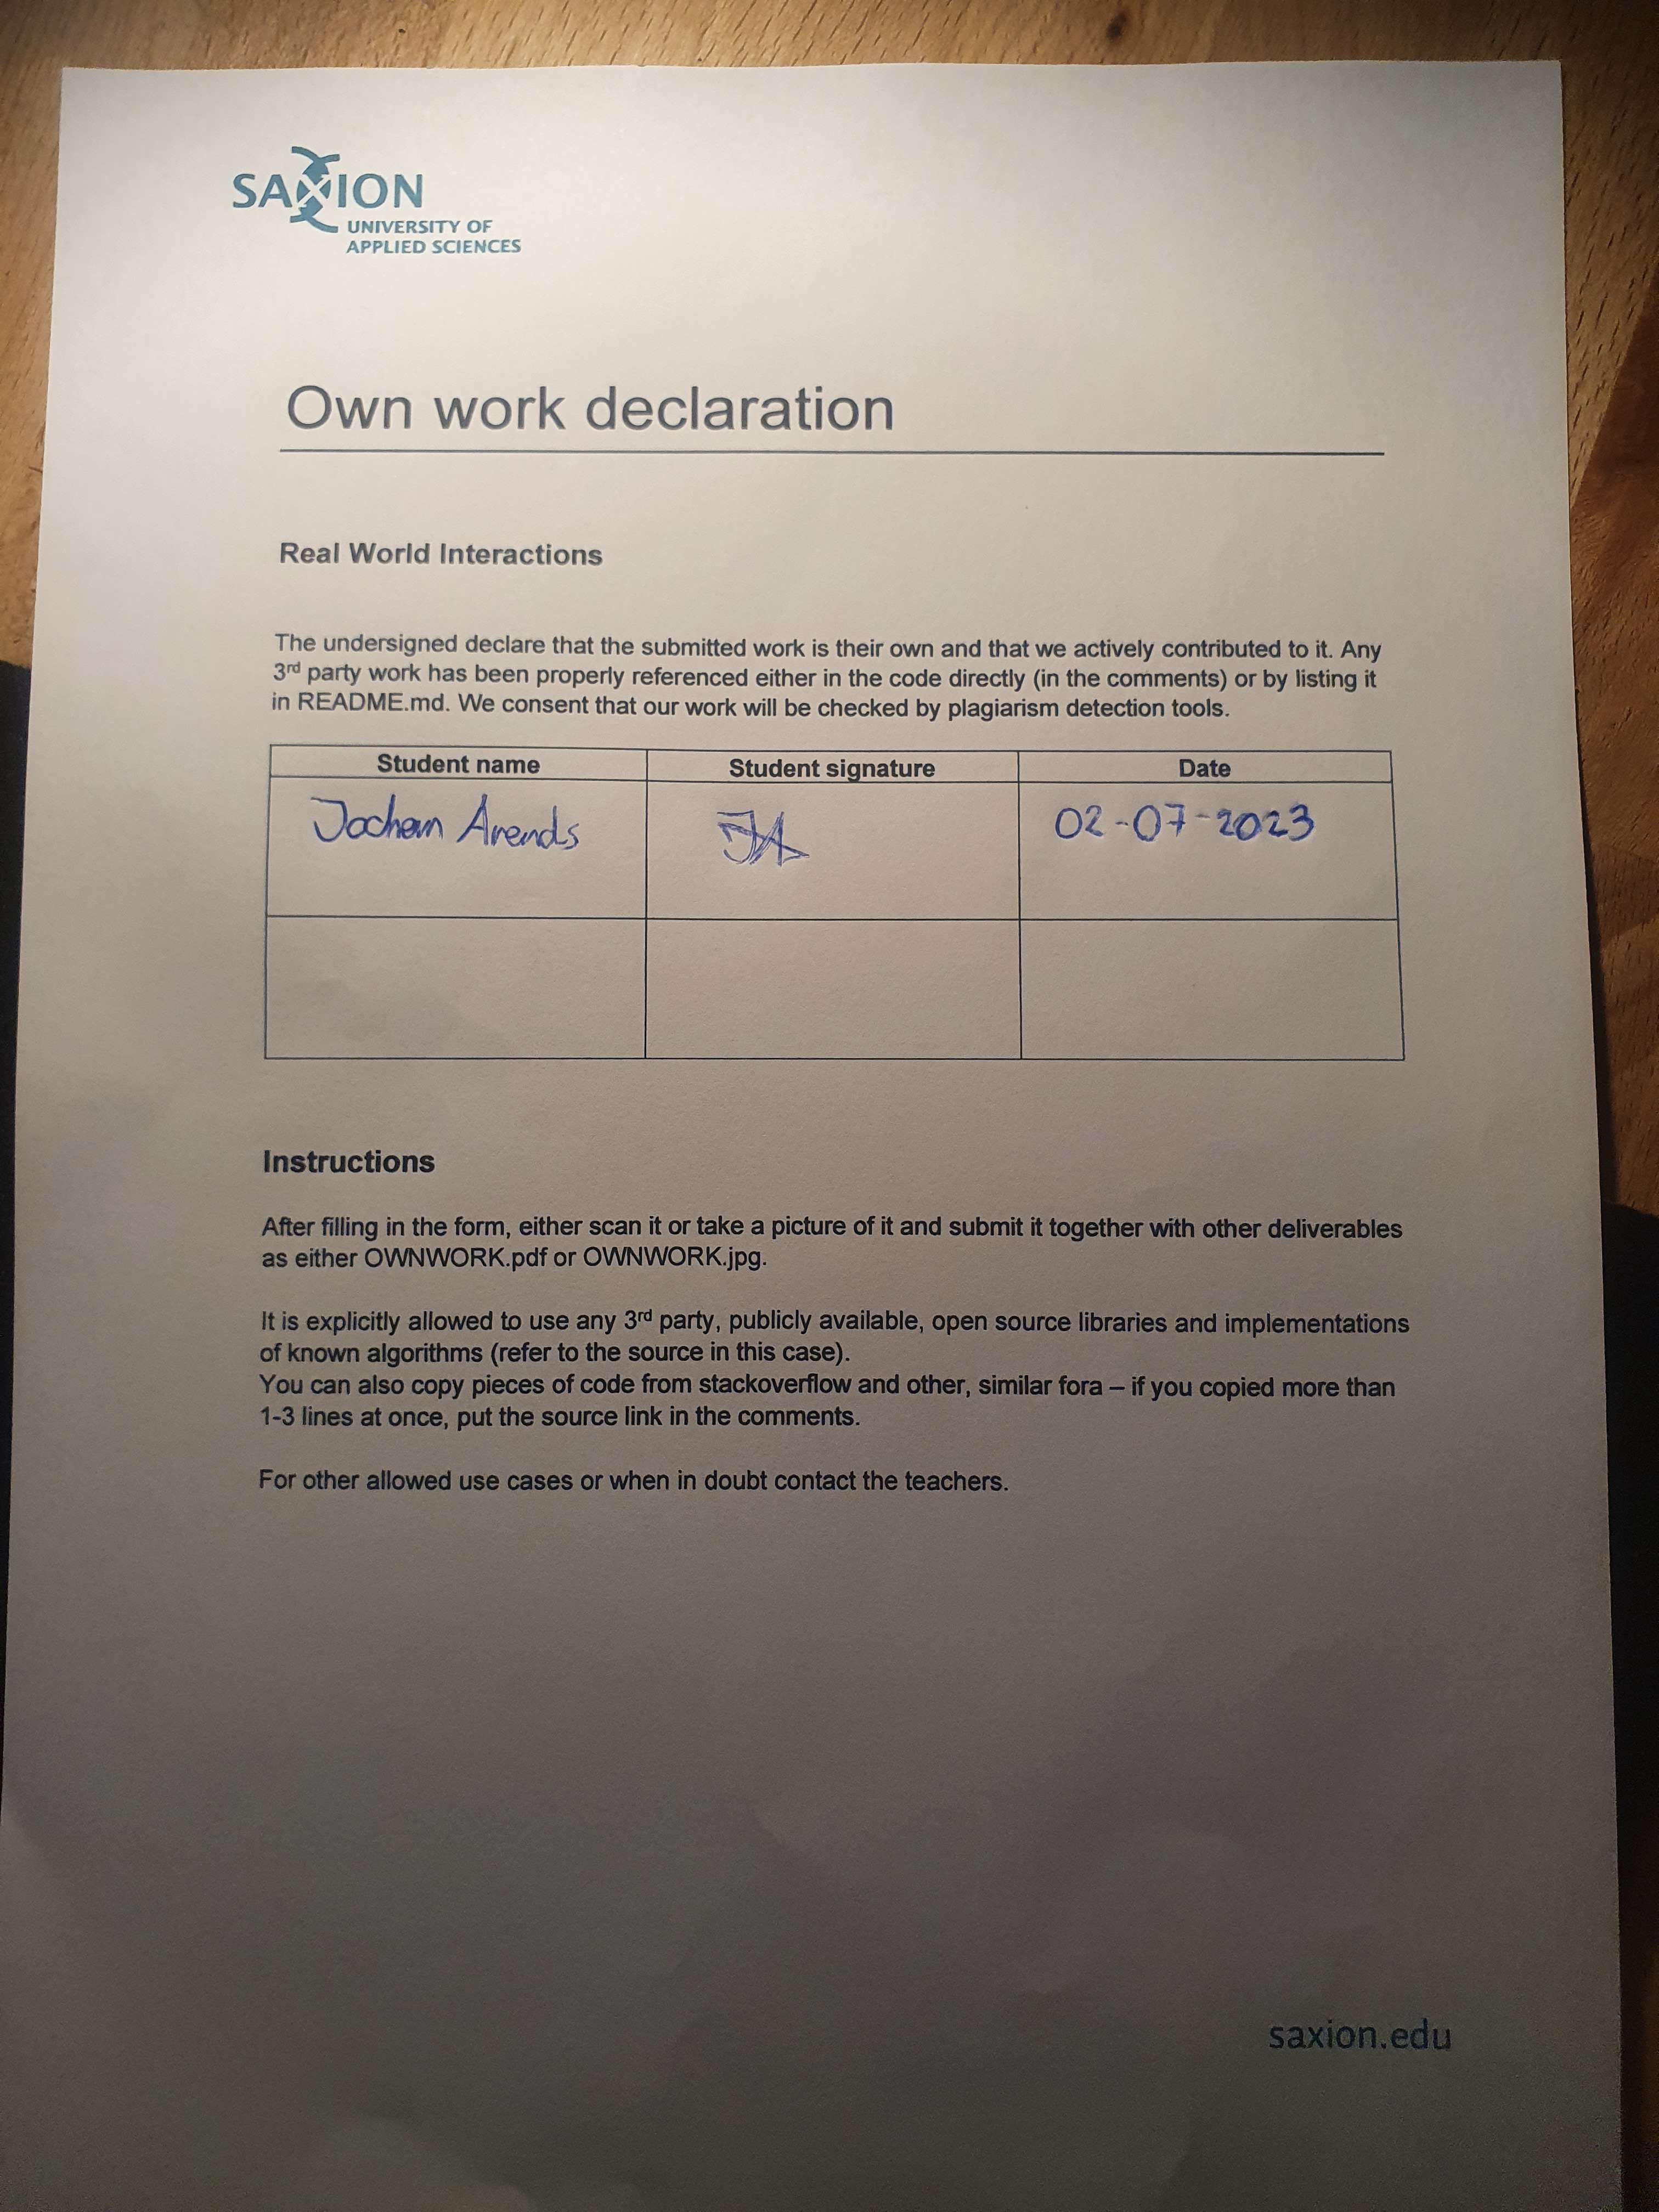 SAXION
UNIVERSITY OF
APPLIED SCIENCES
Own work declaration
Real World Interactions
The undersigned declare that the submitted work is their own and that we actively contributed to it. Any
3rd party work has been properly referenced either in the code directly (in the comments) or by listing it
in README.md. We consent that our work will be checked by plagiarism detection tools.
Student name Student signature Date
Jochem Arends JA 02-07-2023
Instructions
After filling in the form, either scan it or take a picture of it and submit it together with other deliverables
as either OWNWORK.pdf or OWNWORK.jpg.
It is explicitly allowed to use any 3rd party, publicly available, open source libraries and implementations
of known algorithms (refer to the source in this case).
You can also copy pieces of code from stackoverflow and other, similar fora – if you copied more than
1-3 lines at once, put the source link in the comments.
For other allowed use cases or when in doubt contact the teachers.
saxion.edu